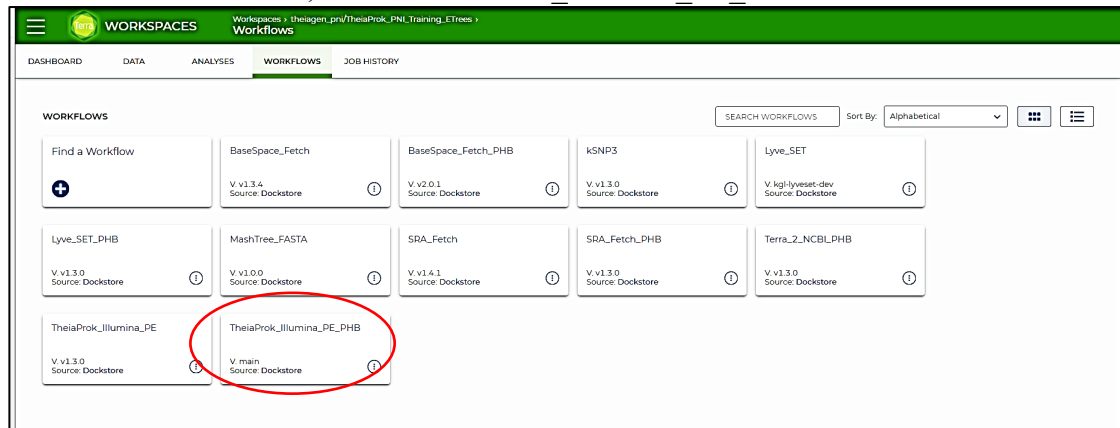 Terra
WORKSPACES
Workspaces › theiagen_pni/TheiaProk_PNI_Training_ETrees ›
Workflows
DASHBOARD DATA ANALYSES WORKFLOWS JOB HISTORY
WORKFLOWS
SEARCH WORKFLOWS Sort By: Alphabetical
Find a Workflow
BaseSpace_Fetch
V. v1.3.4
Source: Dockstore
BaseSpace_Fetch_PHB
V. v2.0.1
Source: Dockstore
kSNP3
V. v1.3.0
Source: Dockstore
Lyve_SET
V. kgl-lyveset-dev
Source: Dockstore
Lyve_SET_PHB
V. v1.3.0
Source: Dockstore
MashTree_FASTA
V. v1.0.0
Source: Dockstore
SRA_Fetch
V. v1.4.1
Source: Dockstore
SRA_Fetch_PHB
V. v1.3.0
Source: Dockstore
Terra_2_NCBI_PHB
V. v1.3.0
Source: Dockstore
TheiaProk_Illumina_PE
V. v1.3.0
Source: Dockstore
TheiaProk_Illumina_PE_PHB
V. main
Source: Dockstore